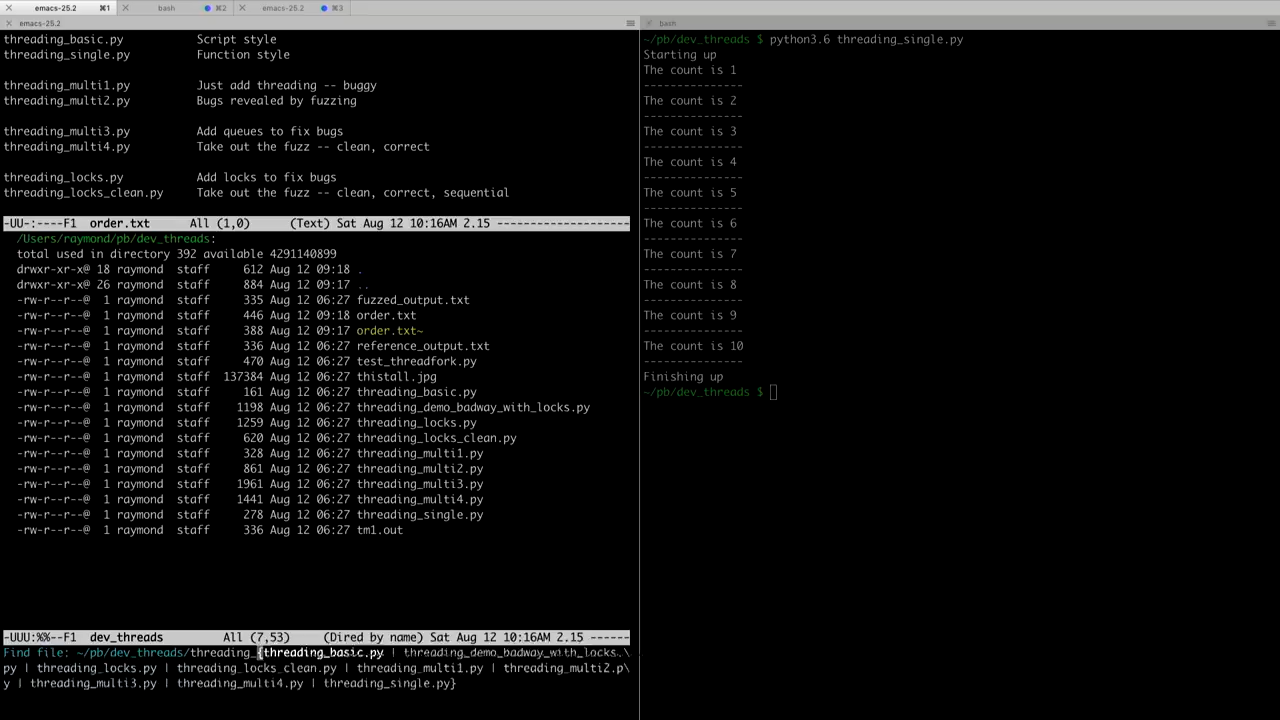 emacs-25.2 ⌘1 bash ⌘2 emacs-25.2 ⌘3
emacs-25.2
threading_basic.py Script style
threading_single.py Function style
threading_multi1.py Just add threading -- buggy
threading_multi2.py Bugs revealed by fuzzing
threading_multi3.py Add queues to fix bugs
threading_multi4.py Take out the fuzz -- clean, correct
threading_locks.py Add locks to fix bugs
threading_locks_clean.py Take out the fuzz -- clean, correct, sequential
-UU-:----F1 order.txt All (1,0) (Text) Sat Aug 12 10:16AM 2.15 --------------------
/Users/raymond/pb/dev_threads:
total used in directory 392 available 4291140899
drwxr-xr-x@ 18 raymond staff 612 Aug 12 09:18 .
drwxr-xr-x@ 26 raymond staff 884 Aug 12 09:17 ..
-rw-r--r--@ 1 raymond staff 335 Aug 12 06:27 fuzzed_output.txt
-rw-r--r--@ 1 raymond staff 446 Aug 12 09:18 order.txt
-rw-r--r--@ 1 raymond staff 388 Aug 12 09:17 order.txt~
-rw-r--r--@ 1 raymond staff 336 Aug 12 06:27 reference_output.txt
-rw-r--r--@ 1 raymond staff 470 Aug 12 06:27 test_threadfork.py
-rw-r--r--@ 1 raymond staff 137384 Aug 12 06:27 thistall.jpg
-rw-r--r--@ 1 raymond staff 161 Aug 12 06:27 threading_basic.py
-rw-r--r--@ 1 raymond staff 1198 Aug 12 06:27 threading_demo_badway_with_locks.py
-rw-r--r--@ 1 raymond staff 1259 Aug 12 06:27 threading_locks.py
-rw-r--r--@ 1 raymond staff 620 Aug 12 06:27 threading_locks_clean.py
-rw-r--r--@ 1 raymond staff 328 Aug 12 06:27 threading_multi1.py
-rw-r--r--@ 1 raymond staff 861 Aug 12 06:27 threading_multi2.py
-rw-r--r--@ 1 raymond staff 1961 Aug 12 06:27 threading_multi3.py
-rw-r--r--@ 1 raymond staff 1441 Aug 12 06:27 threading_multi4.py
-rw-r--r--@ 1 raymond staff 278 Aug 12 06:27 threading_single.py
-rw-r--r--@ 1 raymond staff 336 Aug 12 06:27 tm1.out
-UUU:%%--F1 dev_threads All (7,53) (Dired by name) Sat Aug 12 10:16AM 2.15 ------
Find file: ~/pb/dev_threads/threading_{threading_basic.py | threading_demo_badway_with_locks.\
py | threading_locks.py | threading_locks_clean.py | threading_multi1.py | threading_multi2.p\
y | threading_multi3.py | threading_multi4.py | threading_single.py}
bash
~/pb/dev_threads $ python3.6 threading_single.py
Starting up
The count is 1
---------------
The count is 2
---------------
The count is 3
---------------
The count is 4
---------------
The count is 5
---------------
The count is 6
---------------
The count is 7
---------------
The count is 8
---------------
The count is 9
---------------
The count is 10
---------------
Finishing up
~/pb/dev_threads $